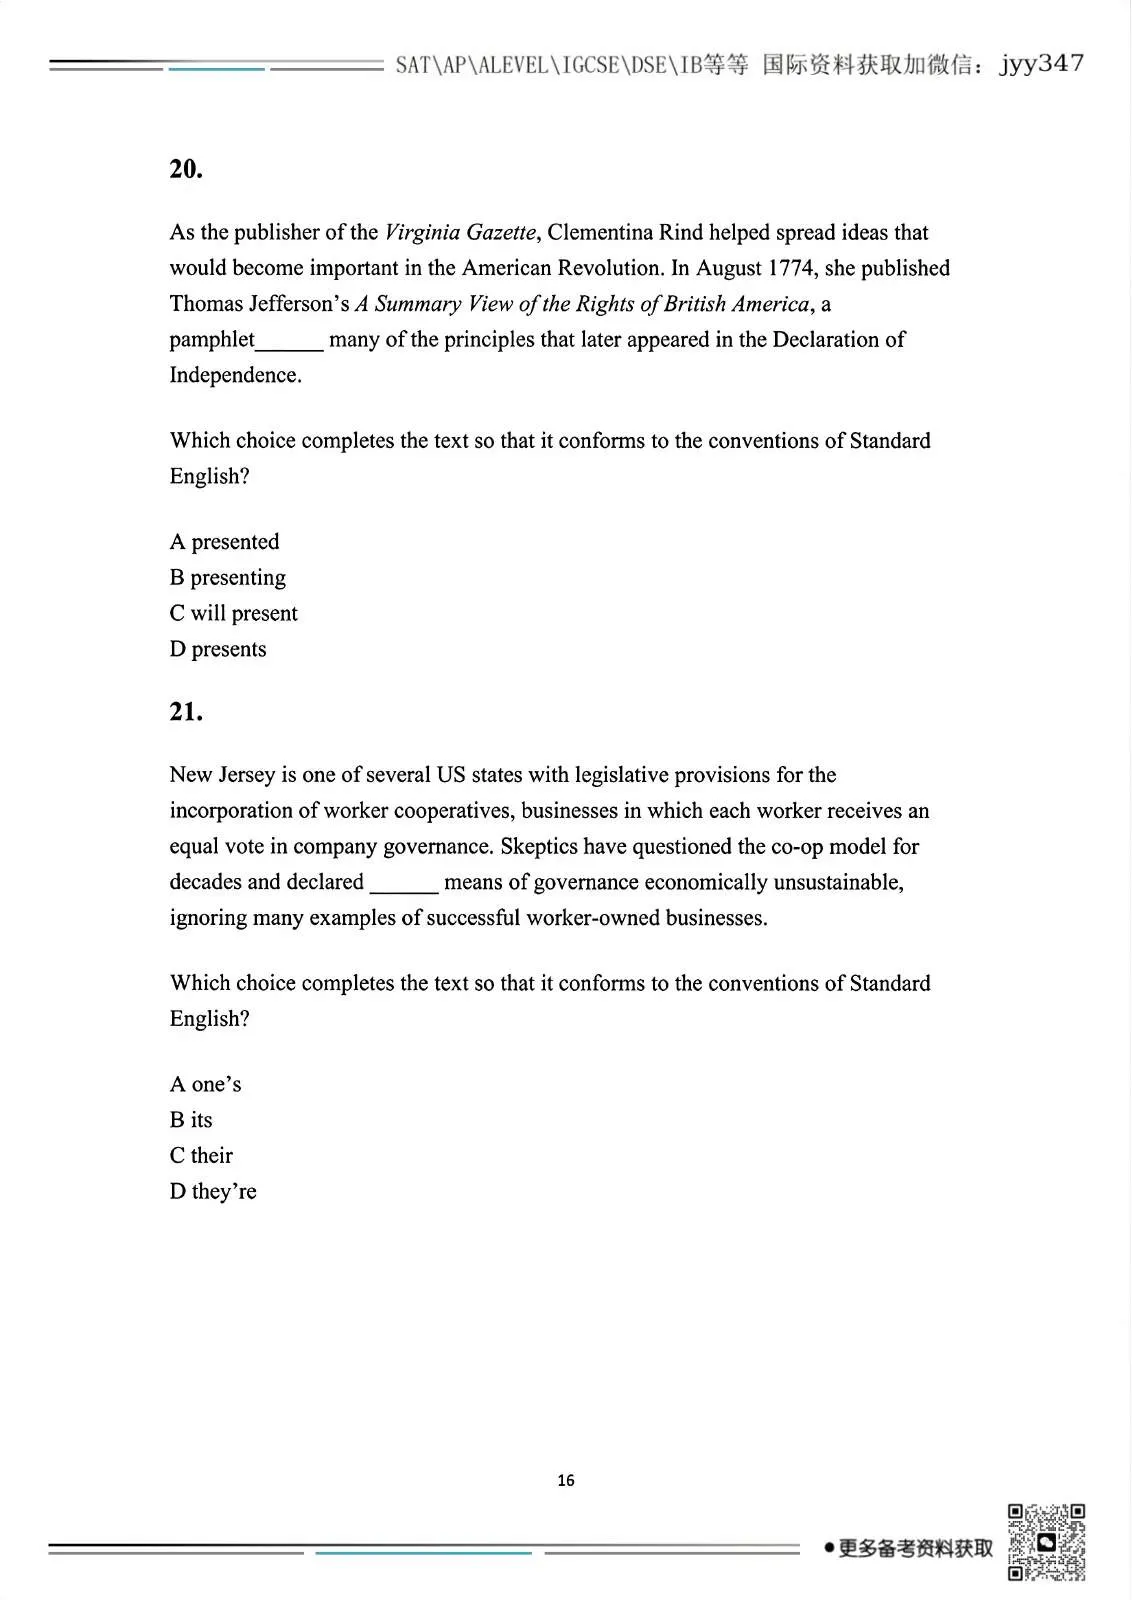 SAT\AP\ALEVEL\IGCSE\DSE\IB等等 国际资料获取加微信：jyy347
20.
As the publisher of the Virginia Gazette, Clementina Rind helped spread ideas that
would become important in the American Revolution. In August 1774, she published
Thomas Jefferson's A Summary View of the Rights of British America, a
pamphlet______ many of the principles that later appeared in the Declaration of
Independence.
Which choice completes the text so that it conforms to the conventions of Standard
English?
A presented
B presenting
C will present
D presents
21.
New Jersey is one of several US states with legislative provisions for the
incorporation of worker cooperatives, businesses in which each worker receives an
equal vote in company governance. Skeptics have questioned the co-op model for
decades and declared ______ means of governance economically unsustainable,
ignoring many examples of successful worker-owned businesses.
Which choice completes the text so that it conforms to the conventions of Standard
English?
A one's
B its
C their
D they're
16
●更多备考资料获取